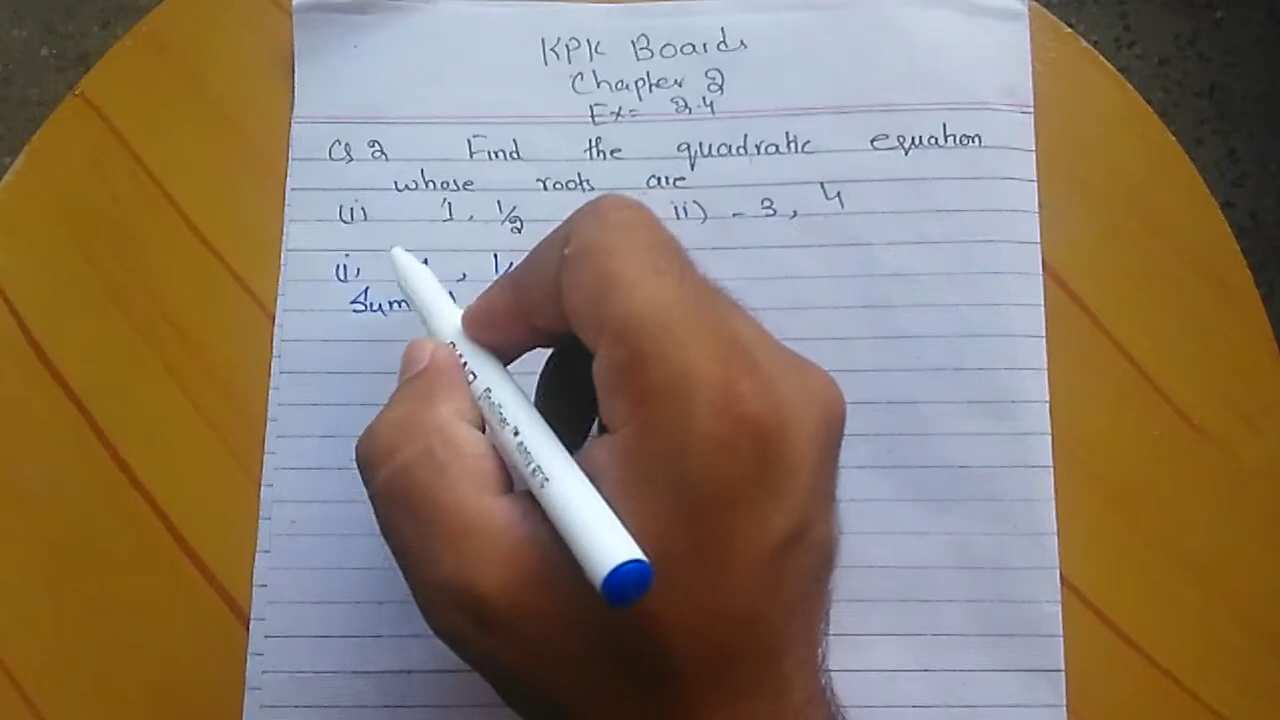 KPK Boards
Chapter 2
Ex= 2.4
Q 2 Find the quadratic equation
whose roots are
(i) 1, 1/2 ii) -3, 4
(i, 1,
Sum